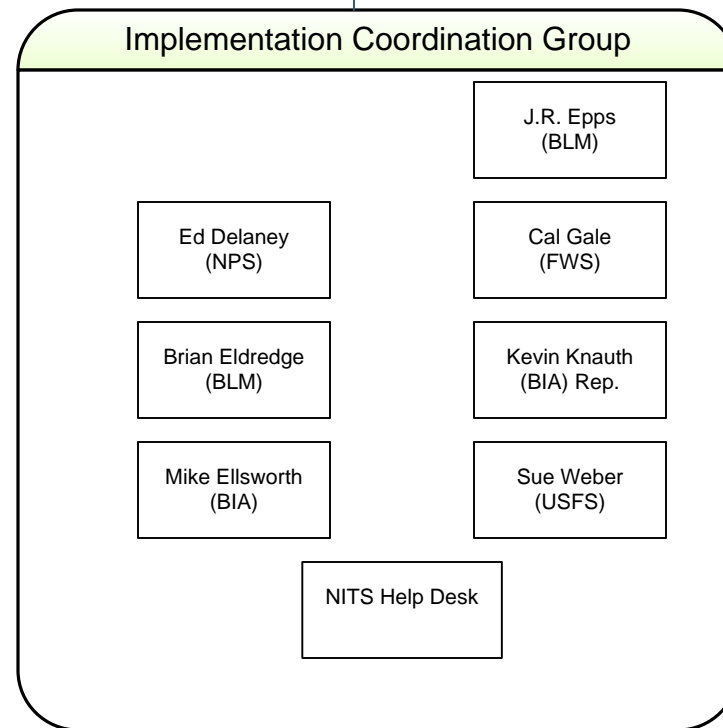 Implementation Coordination Group
J.R. Epps
(BLM)
Ed Delaney
(NPS)
Cal Gale
(FWS)
Brian Eldredge
(BLM)
Kevin Knauth
(BIA) Rep.
Mike Ellsworth
(BIA)
Sue Weber
(USFS)
NITS Help Desk